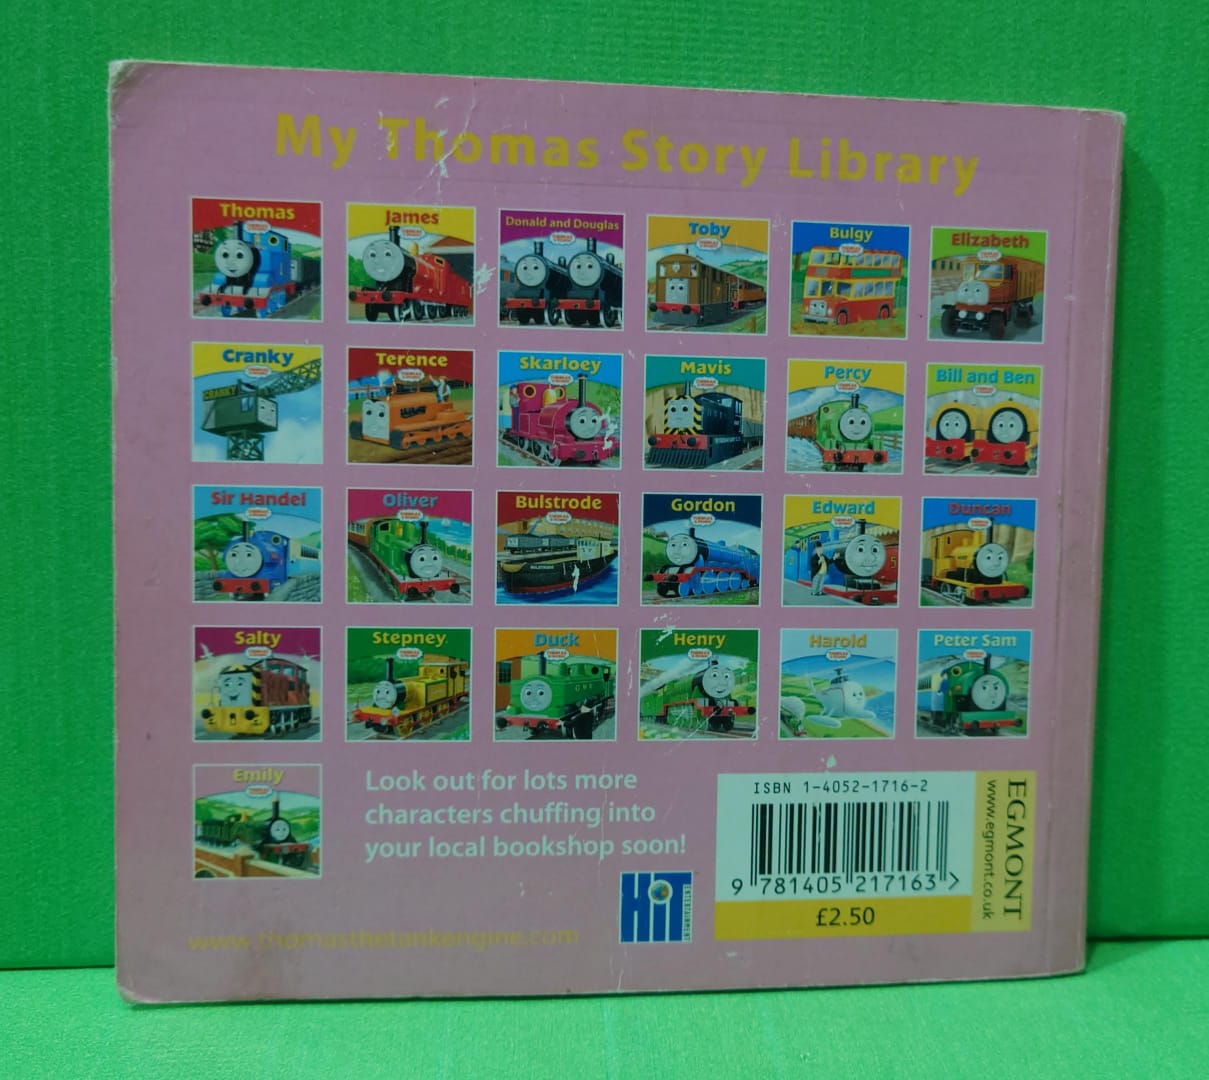 My Thomas Story Library
Thomas
James
Donald and Douglas
Toby
Bulgy
Elizabeth
Cranky
Terence
Skarloey
Mavis
Percy
Bill and Ben
Sir Handel
Oliver
Bulstrode
Gordon
Edward
Duncan
Salty
Stepney
Duck
Henry
Harold
Peter Sam
Emily
Look out for lots more
characters chuffing into
your local bookshop soon!
www.thomasthetankengine.com
HiT
ENTERTAINMENT
ISBN 1-4052-1716-2
9 781405 217163 >
£2.50
EGMONT
www.egmont.co.uk